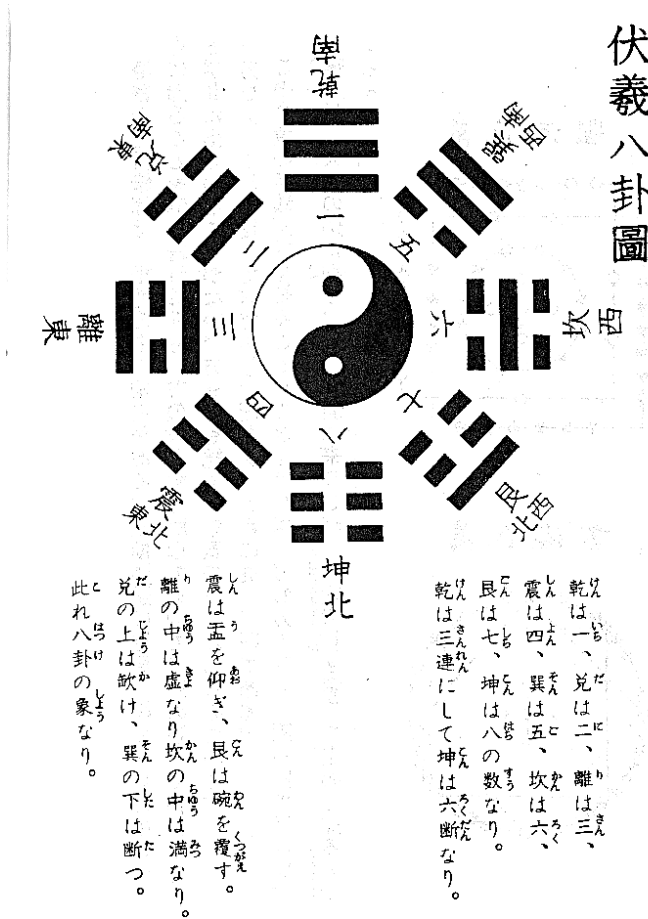 伏羲八卦圖
南
乾
一
東南
兌
二
離
東
三
震
東北
四
西南
巽
五
坎西
六
艮
西北
七
八
坤
北
乾は一、兌は二、離は三、
震は四、巽は五、坎は六、
艮は七、坤は八の数なり。
乾は三連にして坤は六断なり。
震は盂を仰ぎ、艮は碗を覆す。
離の中は虚なり坎の中は満なり。
兌の上は缺け、巽の下は断つ。
此れ八卦の象なり。